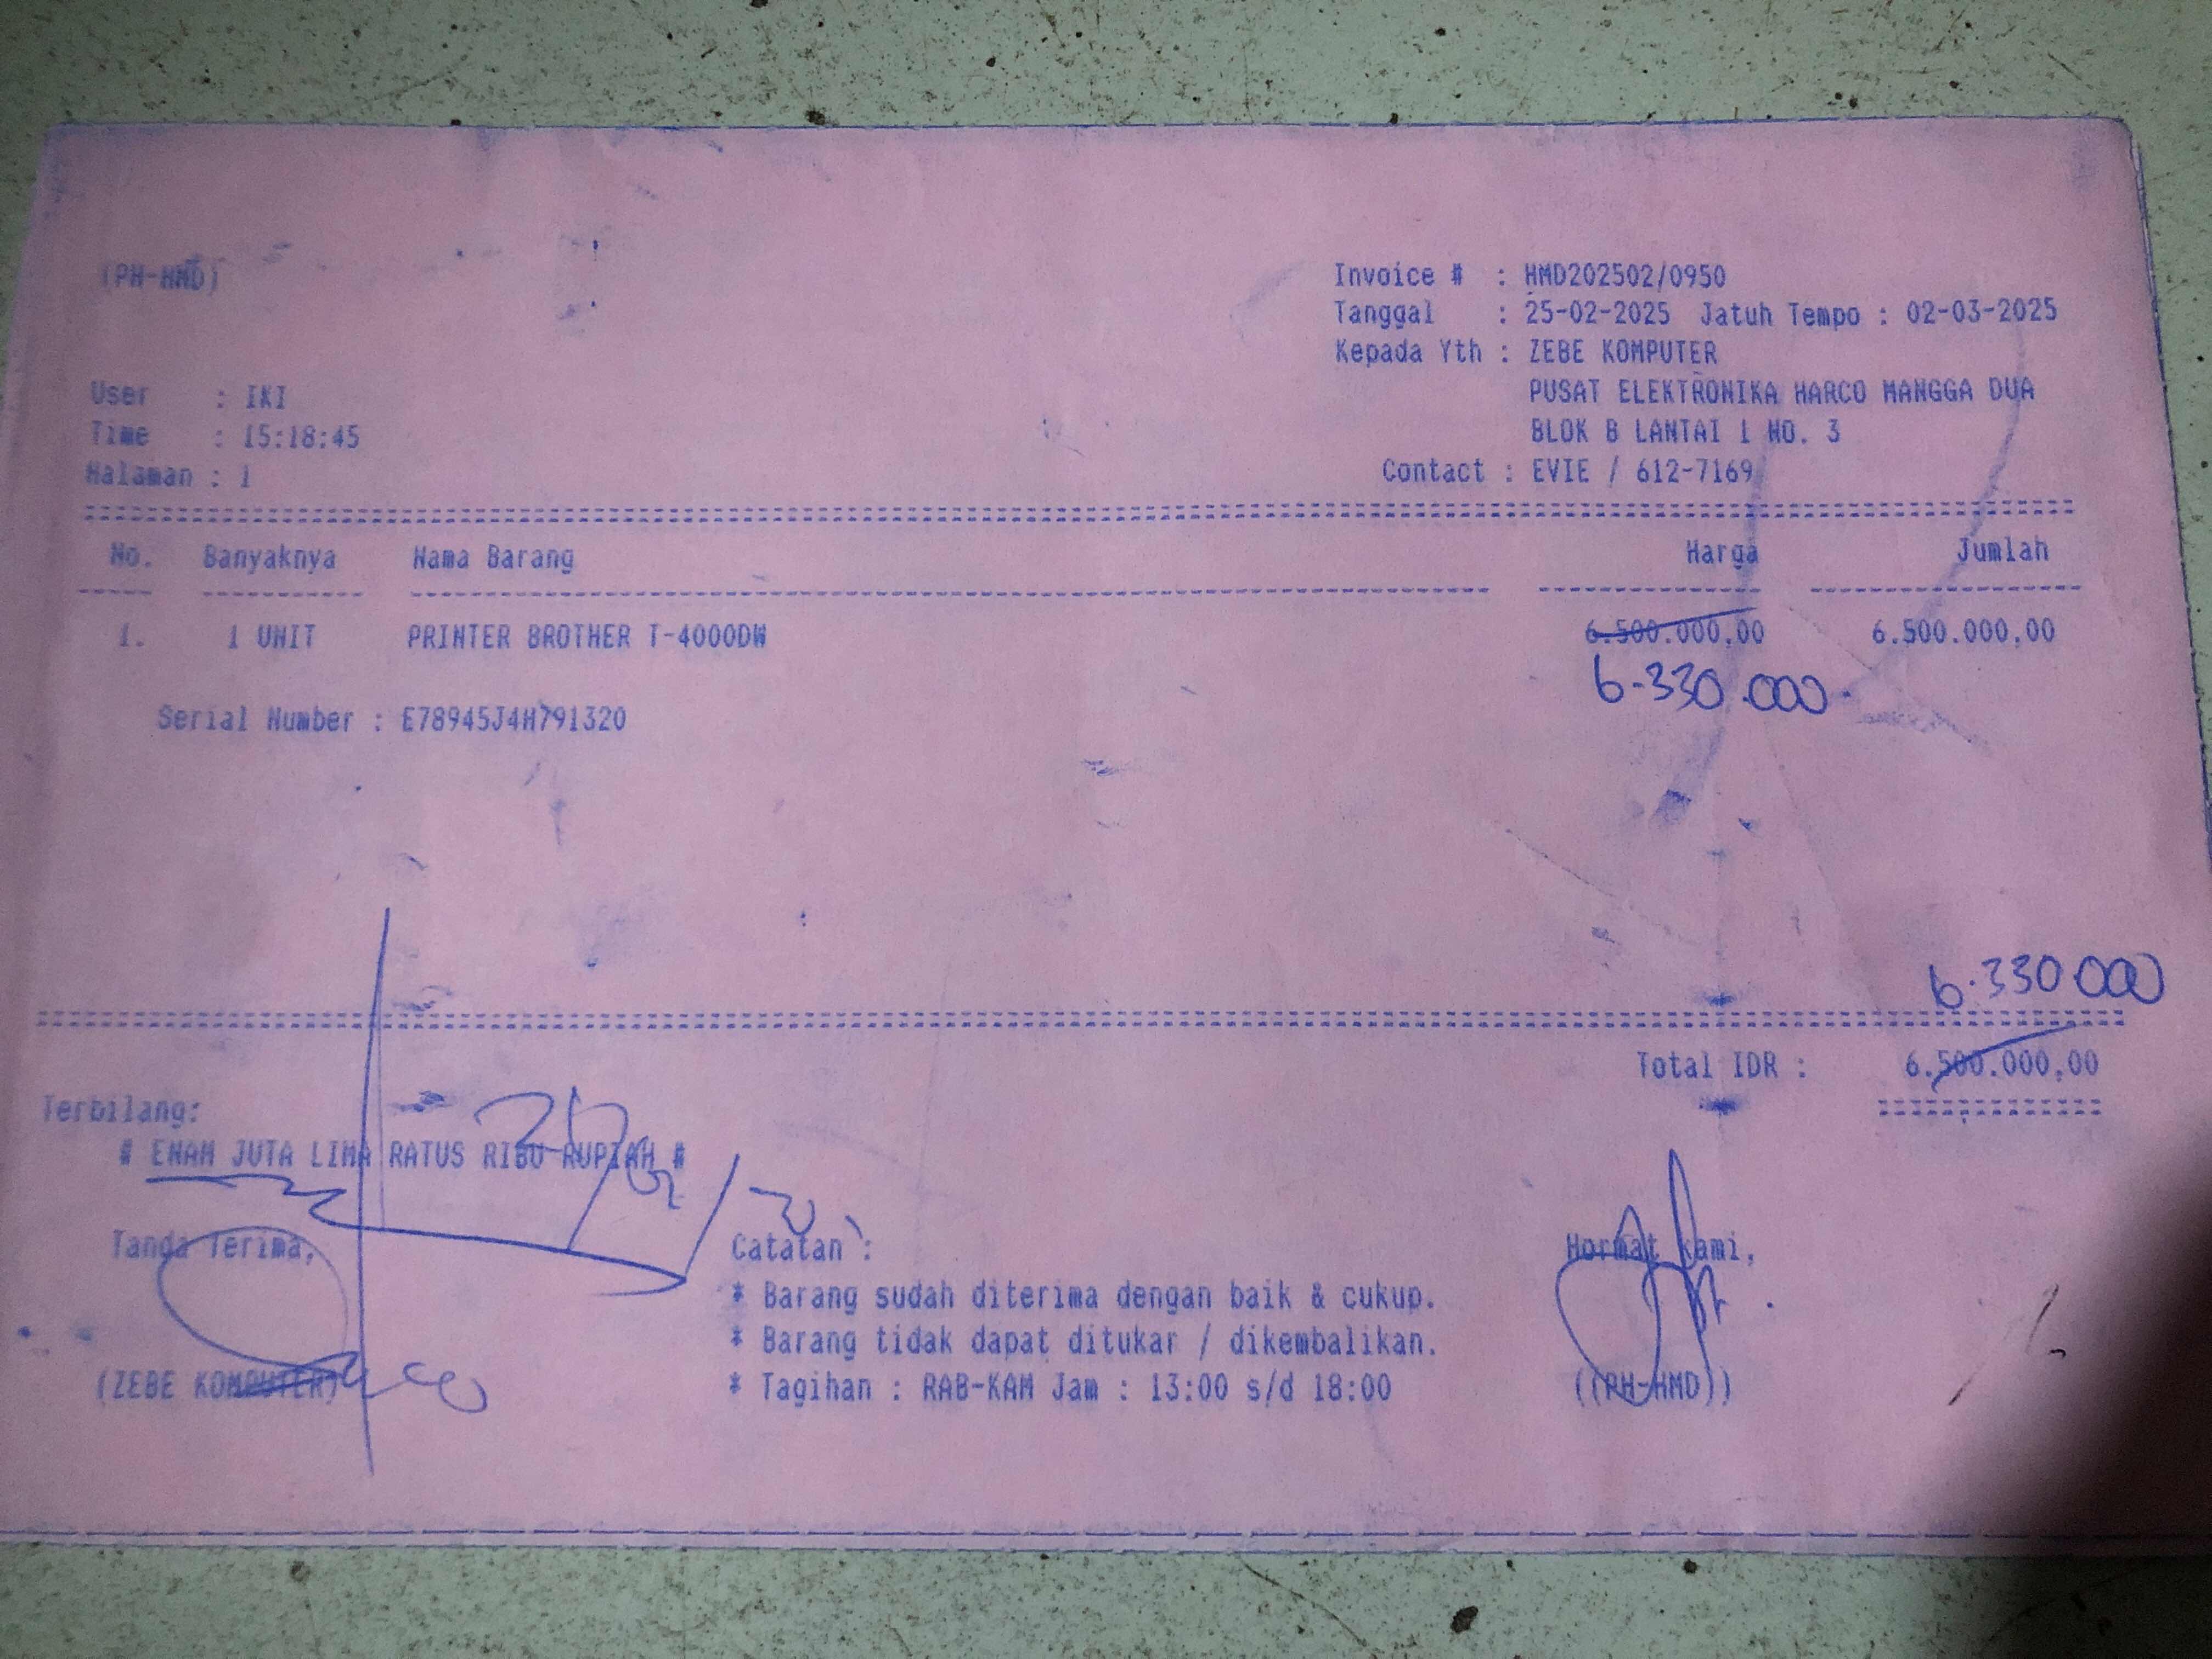 (PH-HMD)
Invoice # : HMD202502/0950
Tanggal : 25-02-2025 Jatuh Tempo : 02-03-2025
Kepada Yth : ZEBE KOMPUTER
PUSAT ELEKTRONIKA HARCO MANGGA DUA
BLOK B LANTAI 1 NO. 3
Contact : EVIE / 612-7169
User : IKI
Time : 15:18:45
Halaman : 1
No. Banyaknya Nama Barang Harga Jumlah
1. 1 UNIT PRINTER BROTHER T-4000DW 6.500.000,00 6.500.000,00
6.330.000.
Serial Number : E78945J4H791320
6.330 000
Total IDR : 6.500.000,00
Terbilang:
# ENAM JUTA LIMA RATUS RIBU RUPIAH #
Tanda Terima,
(ZEBE KOMPUTER)
Catatan :
* Barang sudah diterima dengan baik & cukup.
* Barang tidak dapat ditukar / dikembalikan.
* Tagihan : RAB-KAM Jam : 13:00 s/d 18:00
Hormat kami,
((PH-HMD))